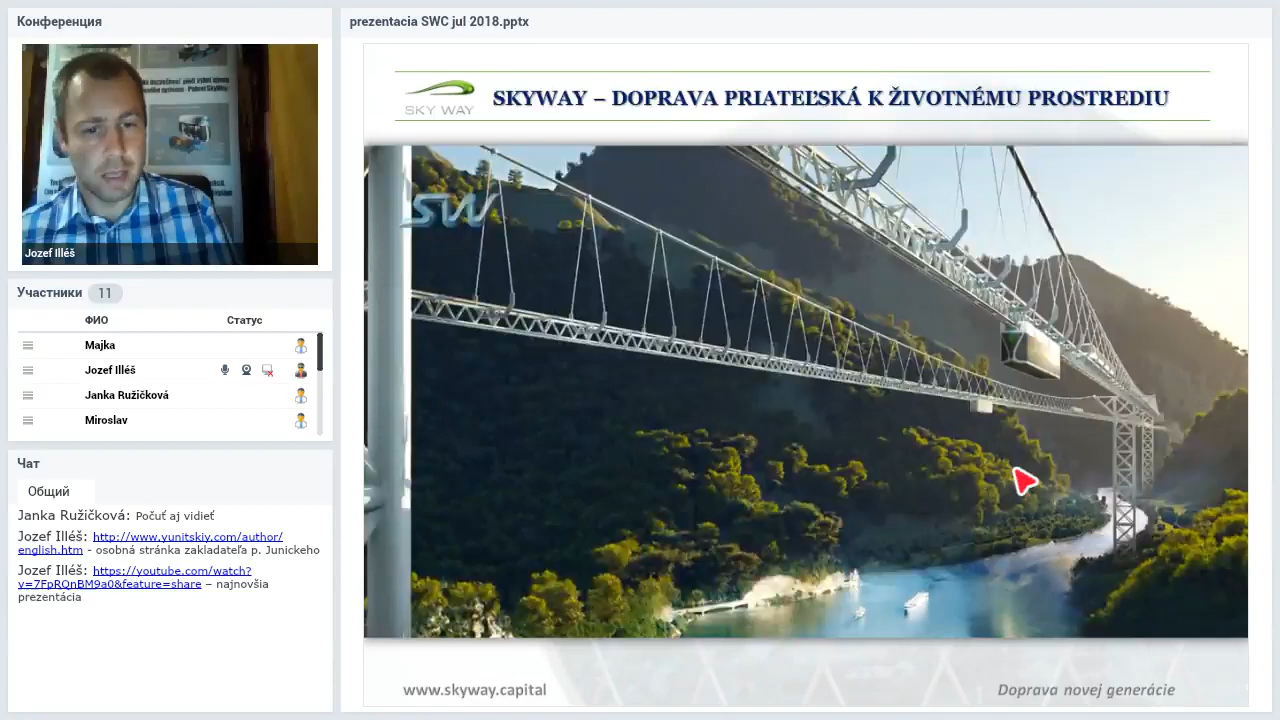 Конференция
Jozef Illéš
Участники 11
ФИО Статус
Majka
Jozef Illéš
Janka Ružičková
Miroslav
Чат
Общий
Janka Ružičková: Počuť aj vidieť
Jozef Illéš: http://www.yunitskiy.com/author/
english.htm - osobná stránka zakladateľa p. Junickeho
Jozef Illéš: https://youtube.com/watch?
v=7FpRQnBM9a0&feature=share – najnovšia
prezentácia
prezentacia SWC jul 2018.pptx
SKY WAY
SKYWAY – DOPRAVA PRIATEĽSKÁ K ŽIVOTNÉMU PROSTREDIU
SW
www.skyway.capital
Doprava novej generácie